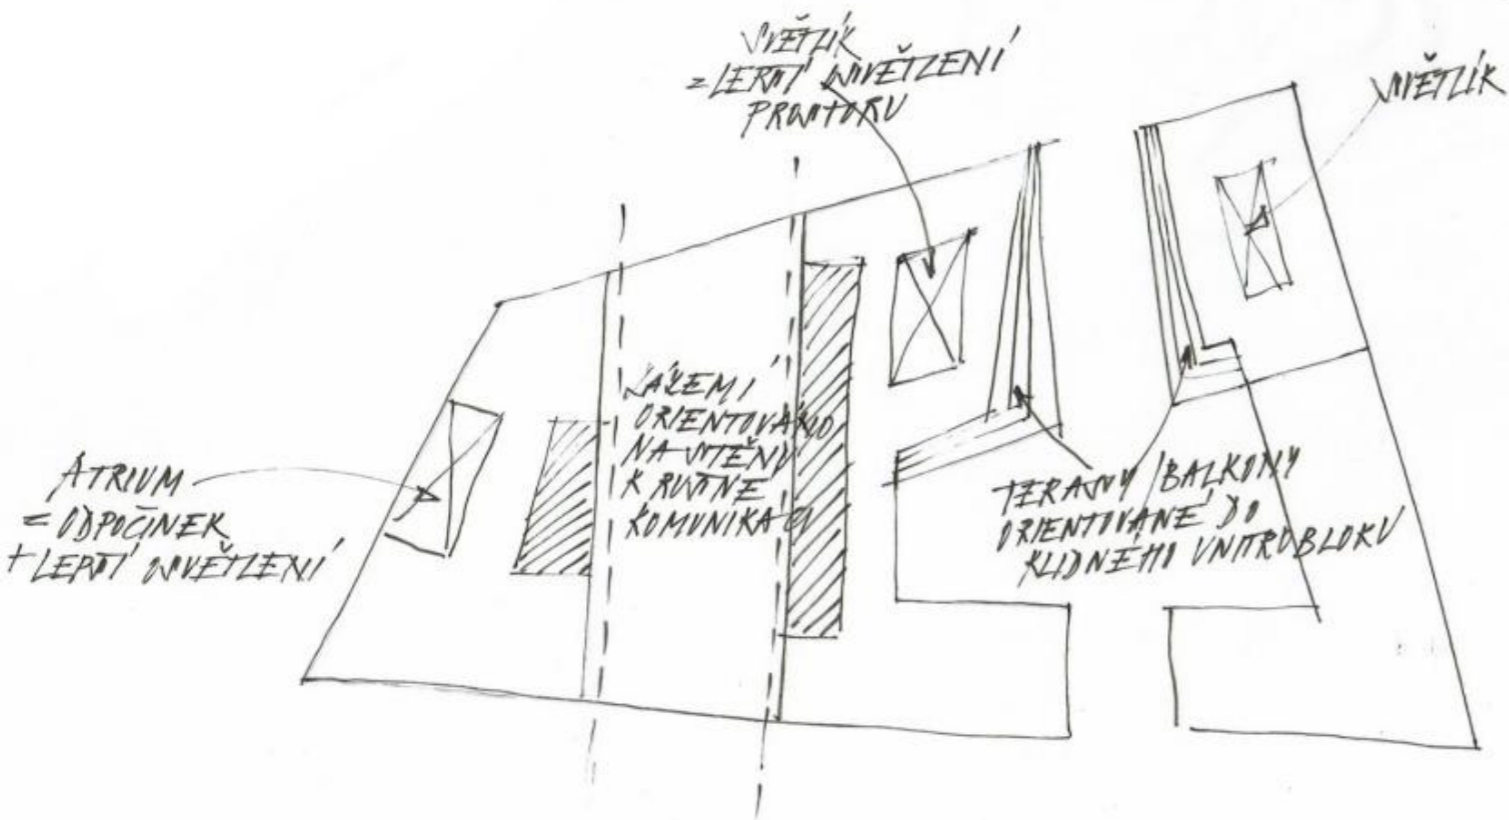 SVĚTLÍK
= LEPŠÍ OSVĚTLENÍ
PROSTORU
SVĚTLÍK
ZÁZEMÍ
ORIENTOVÁNO
NA STĚNU
K RUŠNÉ
KOMUNIKACI
ATRIUM
= ODPOČINEK
+ LEPŠÍ OSVĚTLENÍ
TERASY / BALKONY
ORIENTOVANÉ DO
KLIDNÉHO VNITROBLOKU